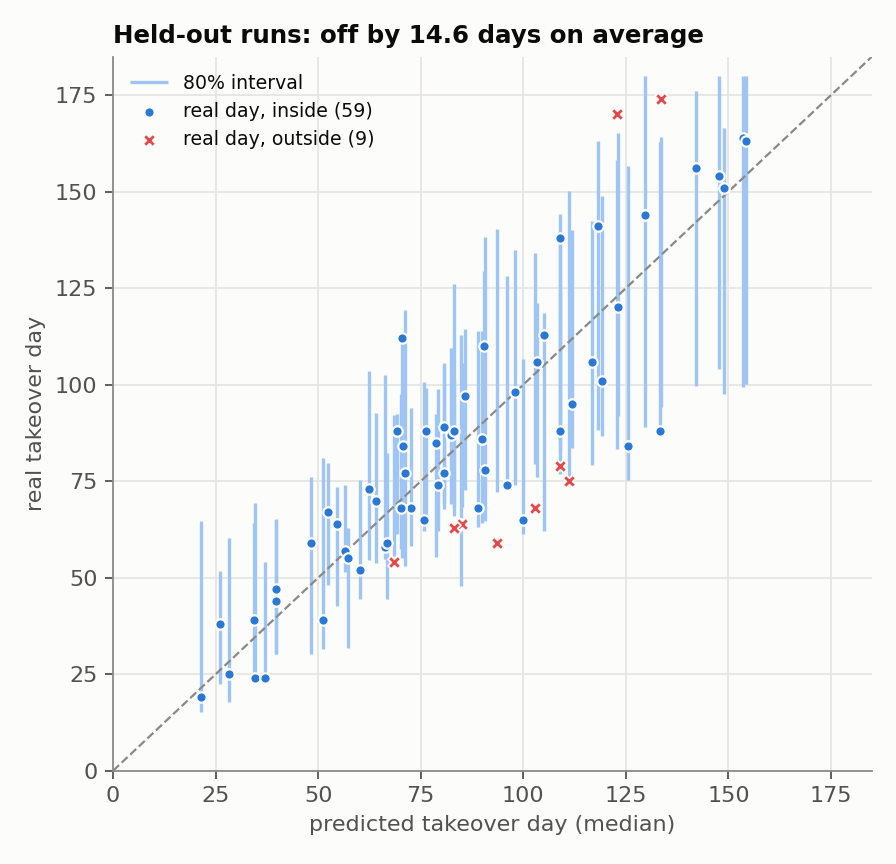 Held-out runs: off by 14.6 days on average
80% interval
real day, inside (59)
real day, outside (9)
175
150
125
100
75
50
25
0
real takeover day
0 25 50 75 100 125 150 175
predicted takeover day (median)